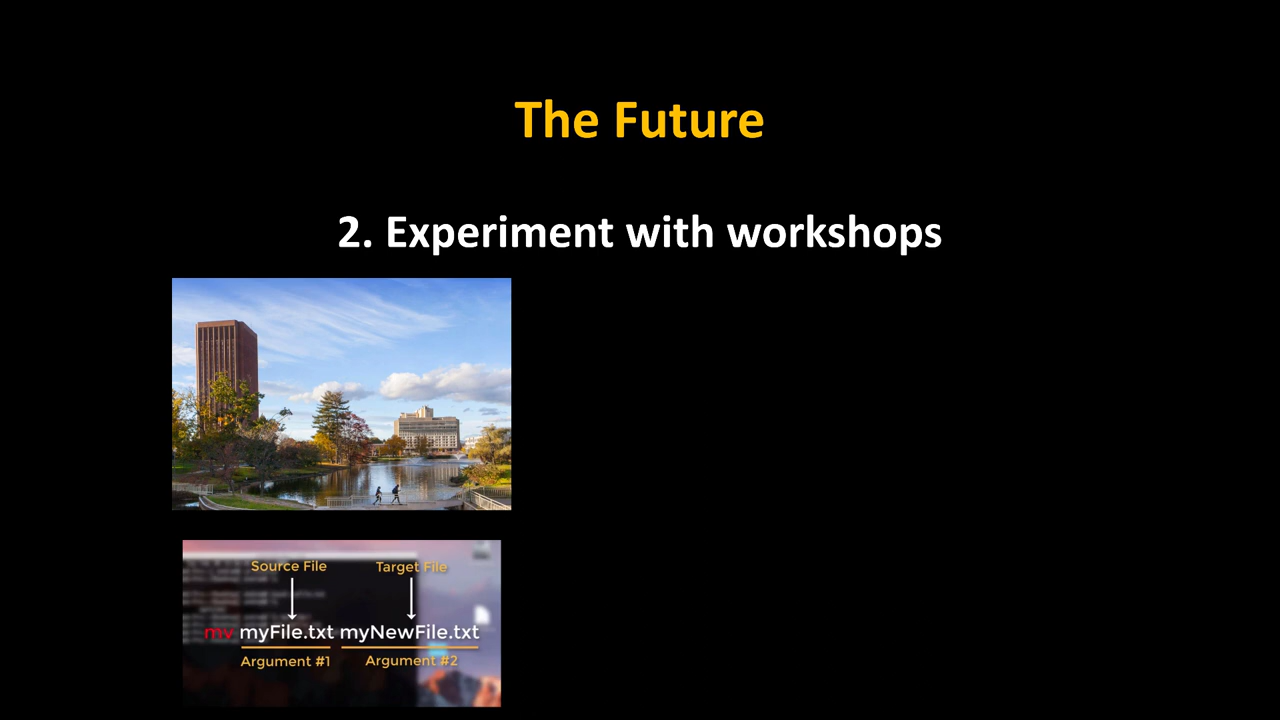 The Future
2. Experiment with workshops
Source File Target File
mv myFile.txt myNewFile.txt
Argument #1 Argument #2